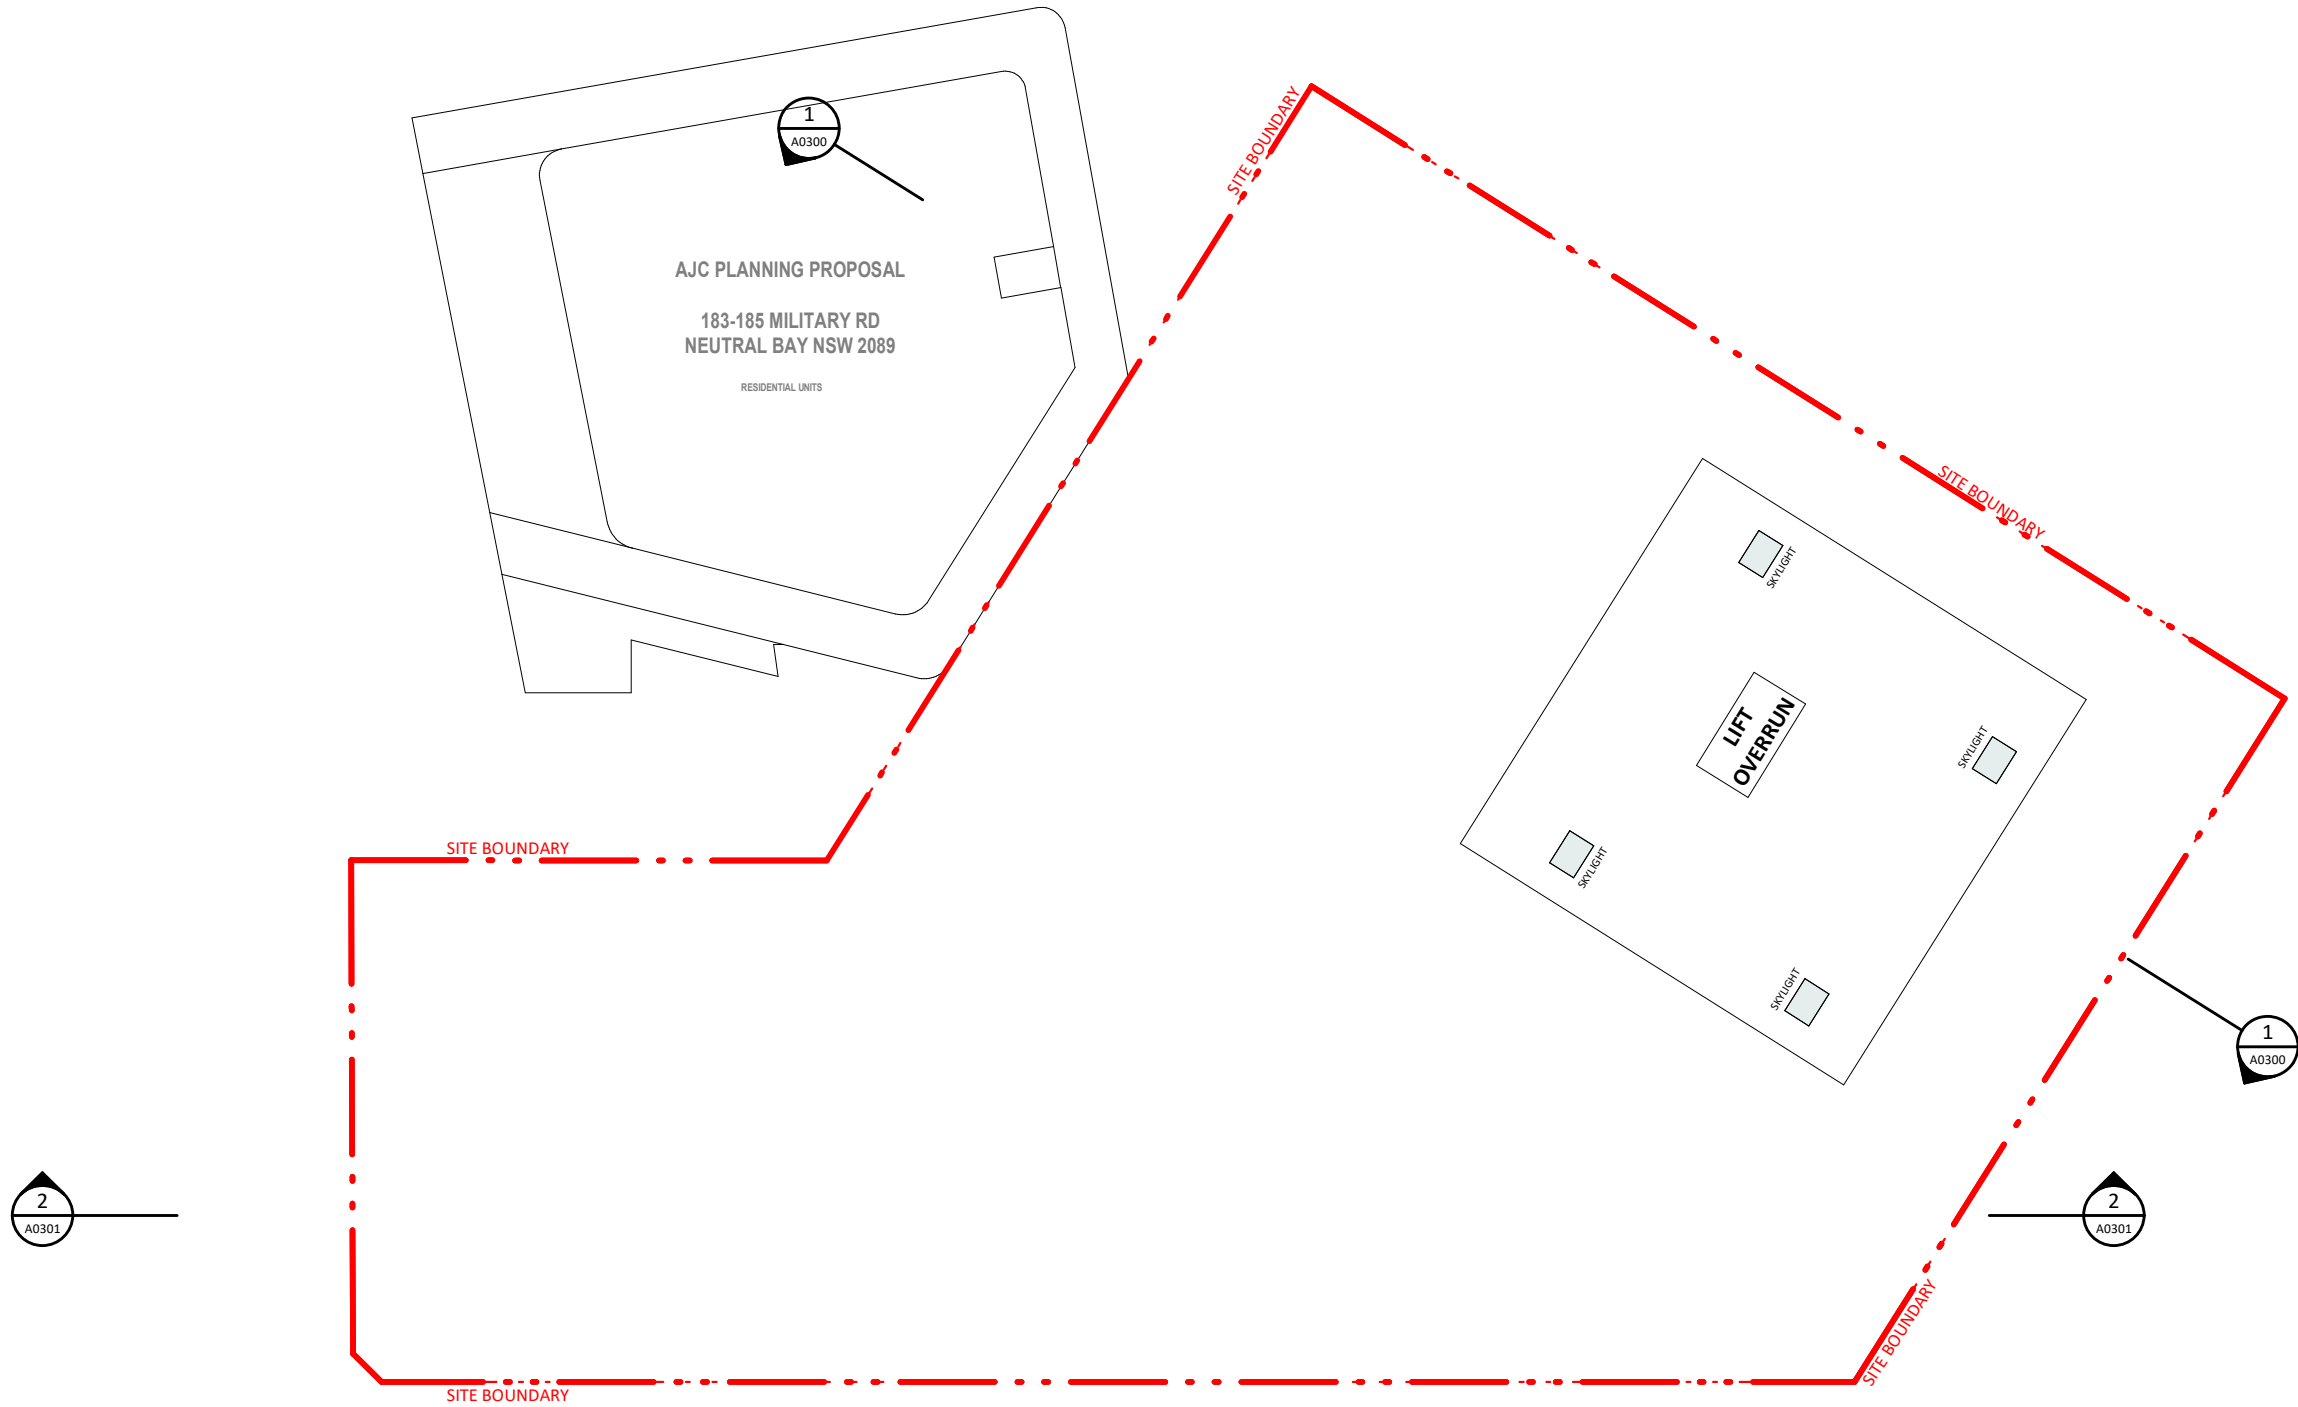 1
A0300
SITE BOUNDARY
AJC PLANNING PROPOSAL
183-185 MILITARY RD
NEUTRAL BAY NSW 2089
RESIDENTIAL UNITS
SITE BOUNDARY
SKYLIGHT
LIFT
OVERRUN
SKYLIGHT
SITE BOUNDARY
SKYLIGHT
SKYLIGHT
1
A0300
2
A0301
2
A0301
SITE BOUNDARY
SITE BOUNDARY